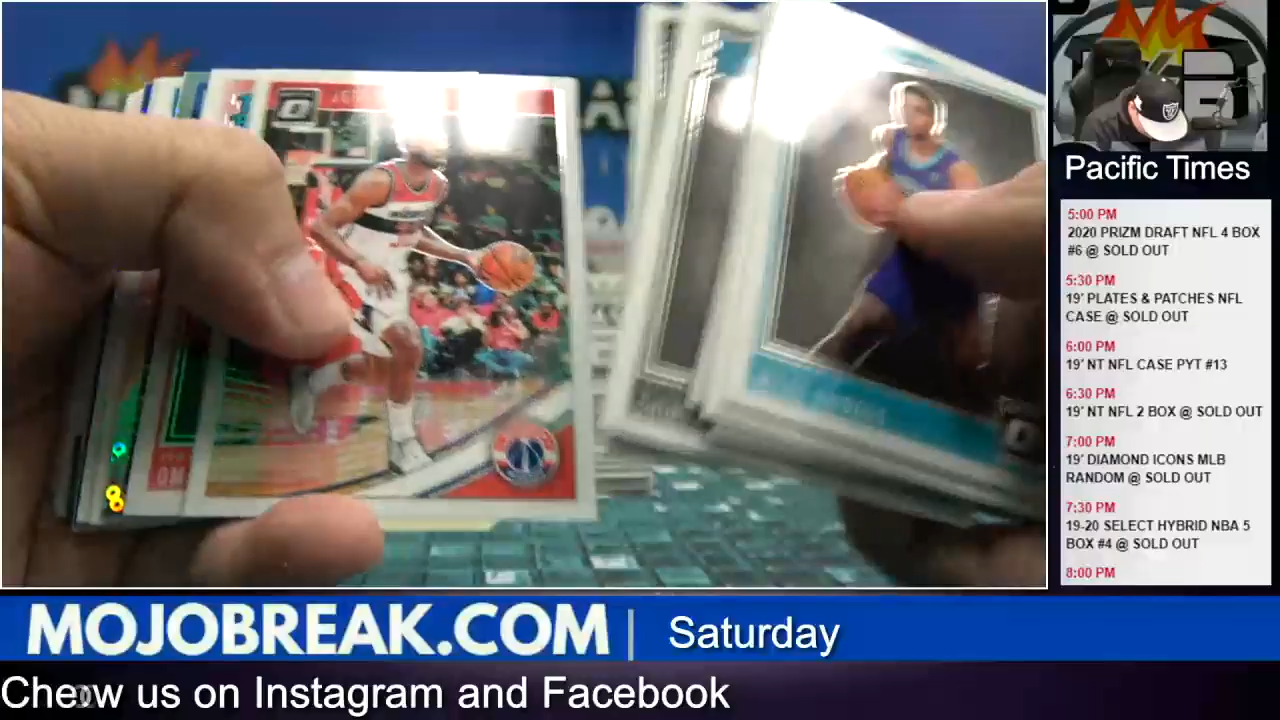 Pacific Times
5:00 PM
2020 PRIZM DRAFT NFL 4 BOX
#6 @ SOLD OUT
5:30 PM
19' PLATES & PATCHES NFL
CASE @ SOLD OUT
6:00 PM
19' NT NFL CASE PYT #13
6:30 PM
19' NT NFL 2 BOX @ SOLD OUT
7:00 PM
19' DIAMOND ICONS MLB
RANDOM @ SOLD OUT
7:30 PM
19-20 SELECT HYBRID NBA 5
BOX #4 @ SOLD OUT
8:00 PM
MOJOBREAK.COM | Saturday
us on Instagram and Facebook